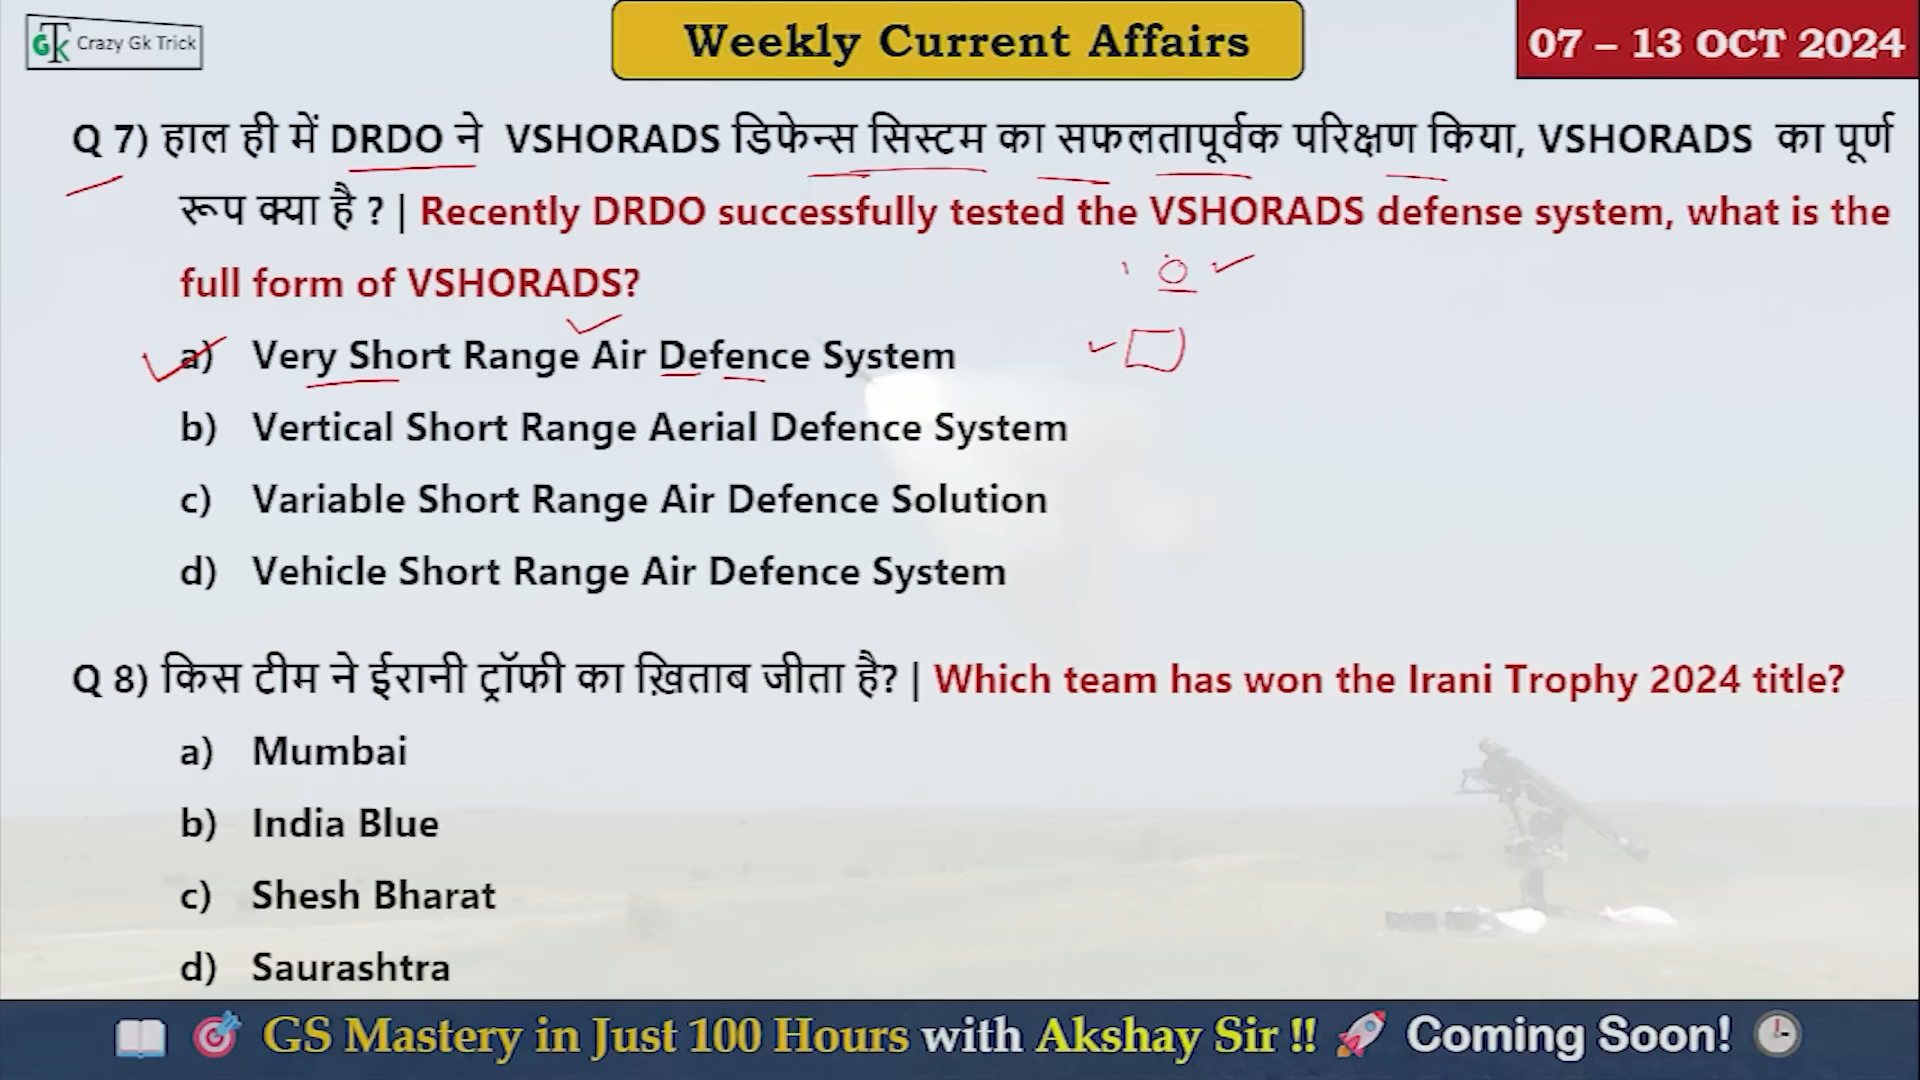 GTK Crazy Gk Trick
Weekly Current Affairs
07 – 13 OCT 2024
Q 7) हाल ही में DRDO ने VSHORADS डिफेन्स सिस्टम का सफलतापूर्वक परिक्षण किया, VSHORADS का पूर्ण
रूप क्या है ? | Recently DRDO successfully tested the VSHORADS defense system, what is the
full form of VSHORADS?
a) Very Short Range Air Defence System
b) Vertical Short Range Aerial Defence System
c) Variable Short Range Air Defence Solution
d) Vehicle Short Range Air Defence System
Q 8) किस टीम ने ईरानी ट्रॉफी का ख़िताब जीता है? | Which team has won the Irani Trophy 2024 title?
a) Mumbai
b) India Blue
c) Shesh Bharat
d) Saurashtra
GS Mastery in Just 100 Hours with Akshay Sir !! Coming Soon!